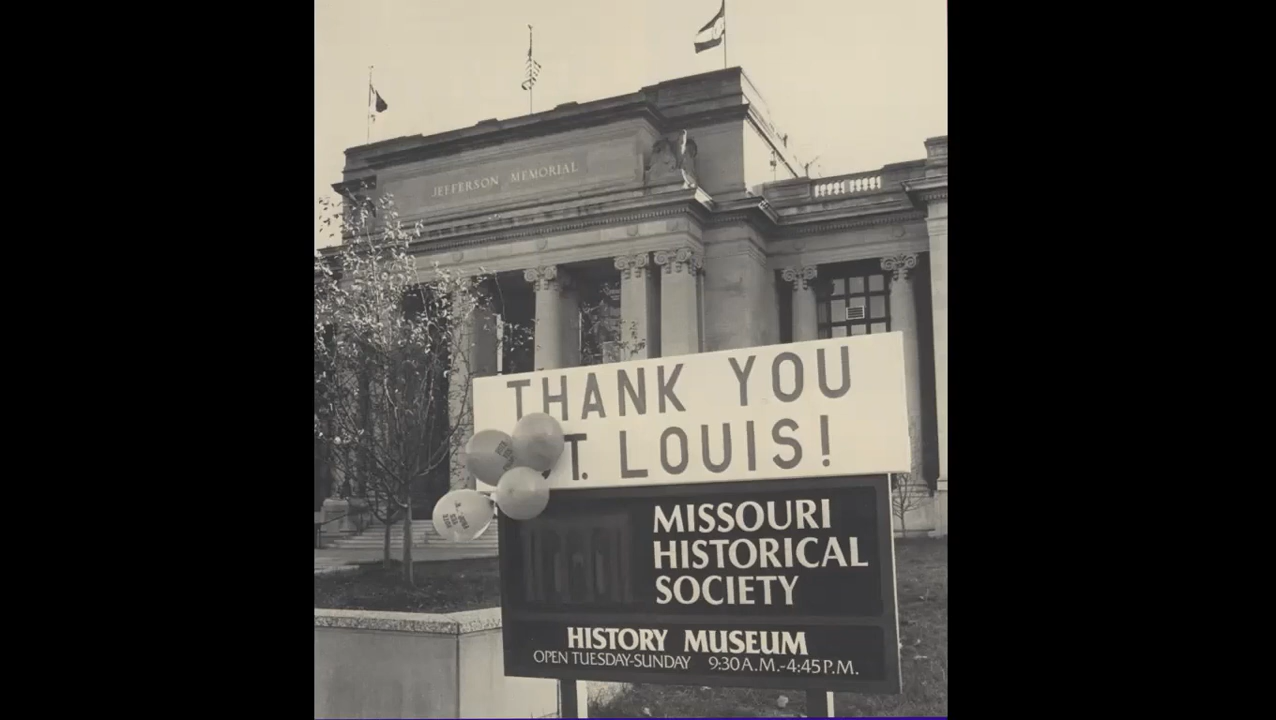 JEFFERSON MEMORIAL
THANK YOU
T. LOUIS!
MISSOURI
HISTORICAL
SOCIETY
HISTORY MUSEUM
OPEN TUESDAY-SUNDAY 9:30 A.M.-4:45 P.M.